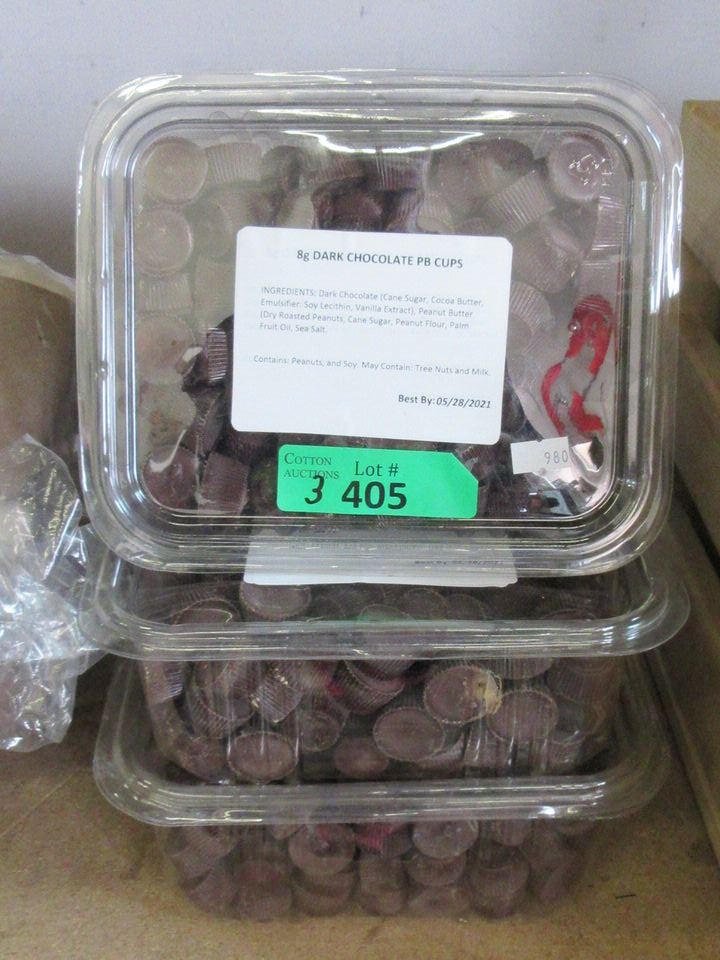 8g DARK CHOCOLATE PB CUPS
INGREDIENTS: Dark Chocolate (Cane Sugar, Cocoa Butter,
Emulsifier: Soy Lecithin, Vanilla Extract), Peanut Butter
(Dry Roasted Peanuts, Cane Sugar, Peanut Flour, Palm
Fruit Oil, Sea Salt.
Contains: Peanuts, and Soy. May Contain: Tree Nuts and Milk.
Best By: 05/28/2021
980
COTTON
AUCTIONS
Lot #
3 405